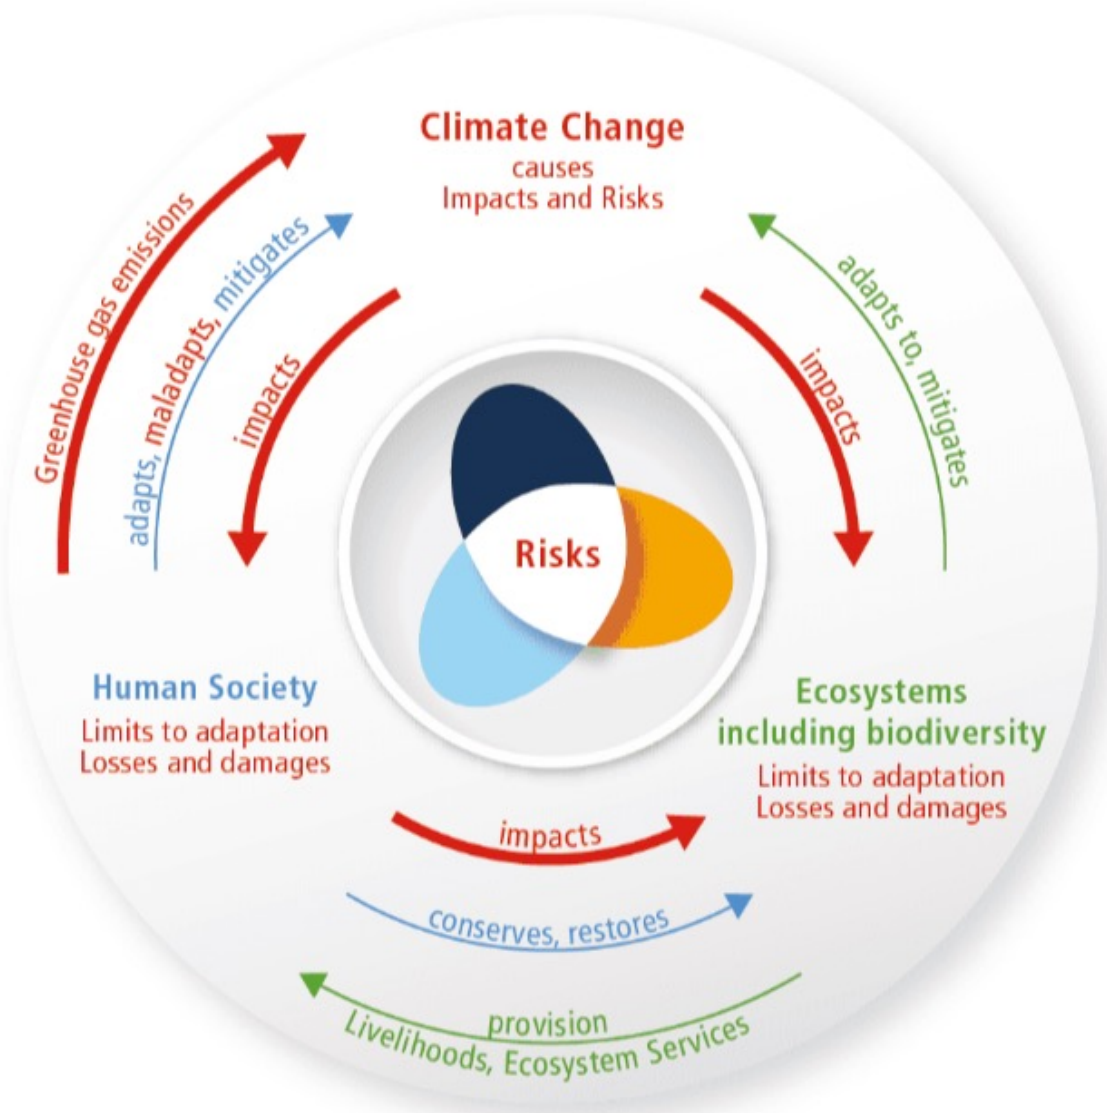 Climate Change
causes
Impacts and Risks
Greenhouse gas emissions
adapts, maladapts, mitigates
impacts
impacts
adapts to, mitigates
Risks
Human Society
Limits to adaptation
Losses and damages
Ecosystems
including biodiversity
Limits to adaptation
Losses and damages
impacts
conserves, restores
provision
Livelihoods, Ecosystem Services